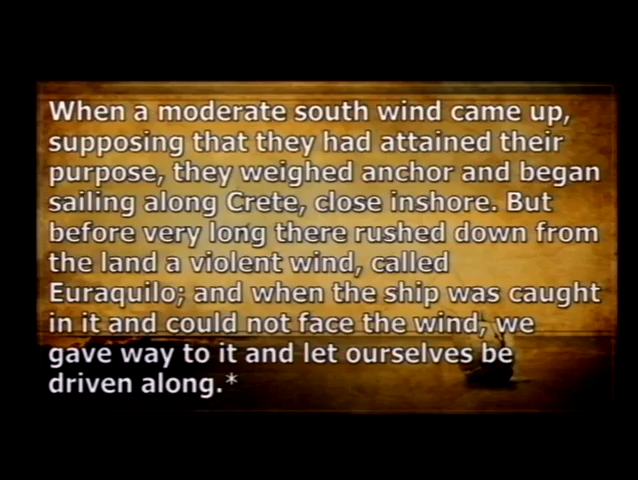 When a moderate south wind came up,
supposing that they had attained their
purpose, they weighed anchor and began
sailing along Crete, close inshore. But
before very long there rushed down from
the land a violent wind, called
Euraquilo; and when the ship was caught
in it and could not face the wind, we
gave way to it and let ourselves be
driven along.*